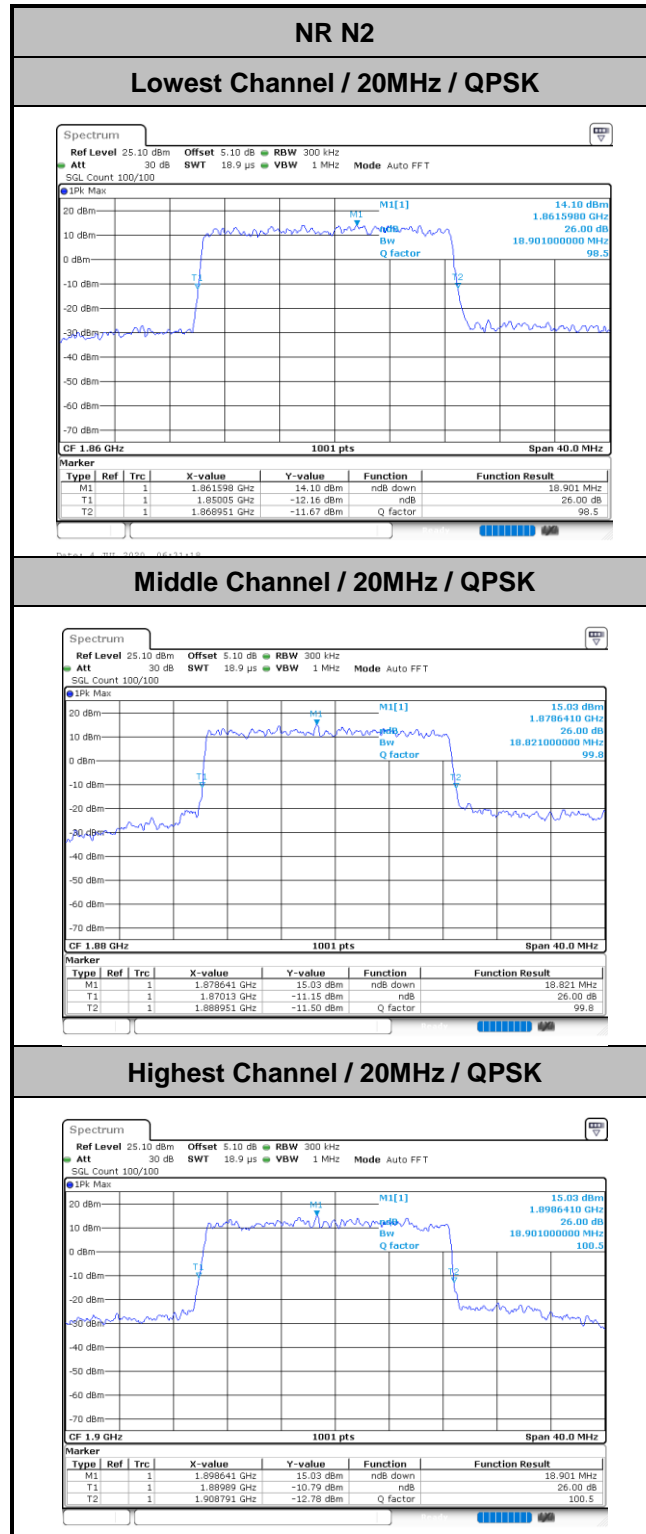 NR N2
Lowest Channel / 20MHz / QPSK
Spectrum
Ref Level 25.10 dBm Offset 5.10 dB RBW 300 kHz
Att 30 dB SWT 18.9 µs VBW 1 MHz Mode Auto FFT
SGL Count 100/100
1Pk Max
M1[1] 14.10 dBm
1.8615980 GHz
ndB 26.00 dB
Bw 18.901000000 MHz
Q factor 98.5
M1
T1
T2
20 dBm
10 dBm
0 dBm
-10 dBm
-20 dBm
-30 dBm
-40 dBm
-50 dBm
-60 dBm
-70 dBm
CF 1.86 GHz 1001 pts Span 40.0 MHz
Marker
Type Ref Trc X-value Y-value Function Function Result
M1 1 1.861598 GHz 14.10 dBm ndB down 18.901 MHz
T1 1 1.85005 GHz -12.16 dBm ndB 26.00 dB
T2 1 1.868951 GHz -11.67 dBm Q factor 98.5
Middle Channel / 20MHz / QPSK
Spectrum
Ref Level 25.10 dBm Offset 5.10 dB RBW 300 kHz
Att 30 dB SWT 18.9 µs VBW 1 MHz Mode Auto FFT
SGL Count 100/100
1Pk Max
M1[1] 15.03 dBm
1.8786410 GHz
ndB 26.00 dB
Bw 18.821000000 MHz
Q factor 99.8
M1
T1
T2
20 dBm
10 dBm
0 dBm
-10 dBm
-20 dBm
-30 dBm
-40 dBm
-50 dBm
-60 dBm
-70 dBm
CF 1.88 GHz 1001 pts Span 40.0 MHz
Marker
Type Ref Trc X-value Y-value Function Function Result
M1 1 1.878641 GHz 15.03 dBm ndB down 18.821 MHz
T1 1 1.87013 GHz -11.15 dBm ndB 26.00 dB
T2 1 1.888951 GHz -11.50 dBm Q factor 99.8
Highest Channel / 20MHz / QPSK
Spectrum
Ref Level 25.10 dBm Offset 5.10 dB RBW 300 kHz
Att 30 dB SWT 18.9 µs VBW 1 MHz Mode Auto FFT
SGL Count 100/100
1Pk Max
M1[1] 15.03 dBm
1.8986410 GHz
ndB 26.00 dB
Bw 18.901000000 MHz
Q factor 100.5
M1
T1
T2
20 dBm
10 dBm
0 dBm
-10 dBm
-20 dBm
-30 dBm
-40 dBm
-50 dBm
-60 dBm
-70 dBm
CF 1.9 GHz 1001 pts Span 40.0 MHz
Marker
Type Ref Trc X-value Y-value Function Function Result
M1 1 1.898641 GHz 15.03 dBm ndB down 18.901 MHz
T1 1 1.88989 GHz -10.79 dBm ndB 26.00 dB
T2 1 1.908791 GHz -12.78 dBm Q factor 100.5